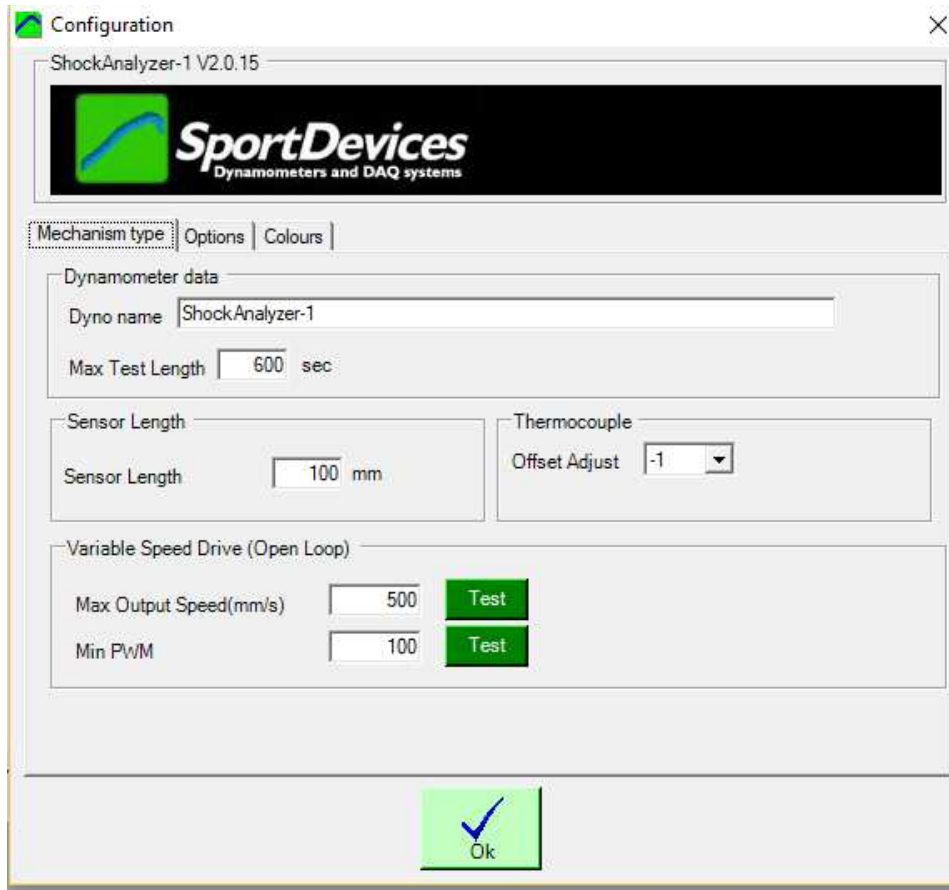 Configuration
ShockAnalyzer-1 V2.0.15
SportDevices
Dynamometers and DAQ systems
Mechanism type Options Colours
Dynamometer data
Dyno name ShockAnalyzer-1
Max Test Length 600 sec
Sensor Length
Sensor Length 100 mm
Thermocouple
Offset Adjust -1
Variable Speed Drive (Open Loop)
Max Output Speed(mm/s) 500 Test
Min PWM 100 Test
Ok